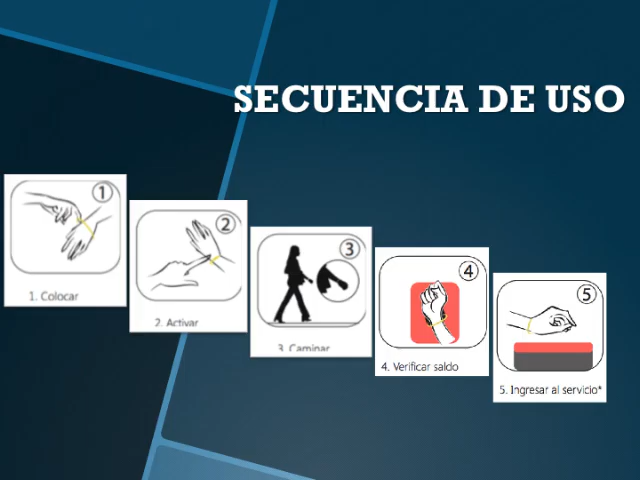 SECUENCIA DE USO
1
1. Colocar
2
2. Activar
3
3. Caminar
4
4. Verificar saldo
5
5. Ingresar al servicio*